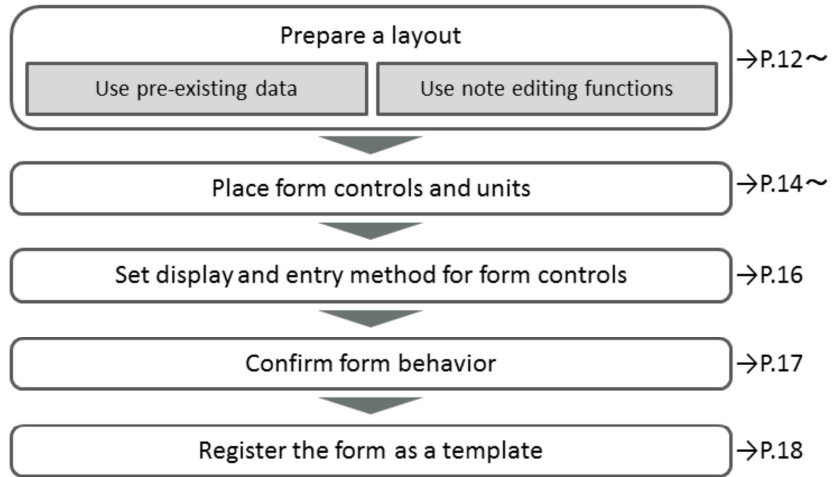 Prepare a layout
→P.12～
Use pre-existing data
Use note editing functions
Place form controls and units
→P.14～
Set display and entry method for form controls
→P.16
Confirm form behavior
→P.17
Register the form as a template
→P.18